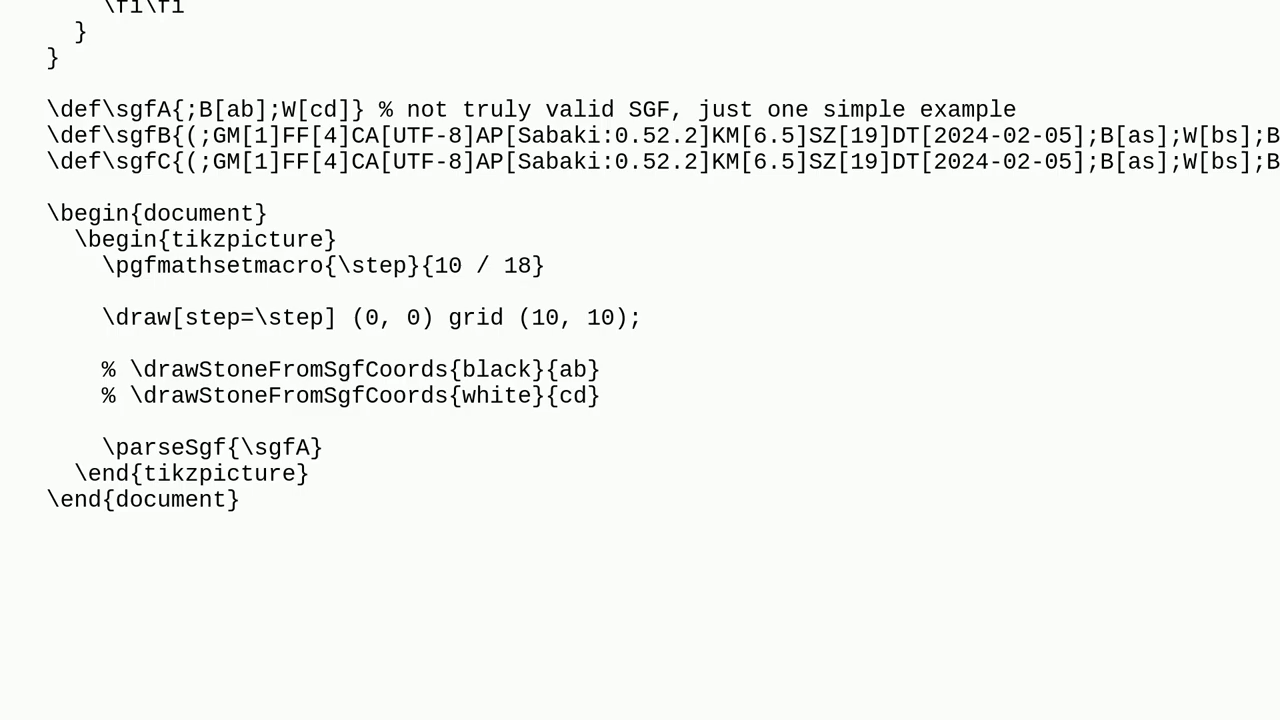 \fi\fi
}
}
\def\sgfA{;B[ab];W[cd]} % not truly valid SGF, just one simple example
\def\sgfB{(;GM[1]FF[4]CA[UTF-8]AP[Sabaki:0.52.2]KM[6.5]SZ[19]DT[2024-02-05];B[as];W[bs];B
\def\sgfC{(;GM[1]FF[4]CA[UTF-8]AP[Sabaki:0.52.2]KM[6.5]SZ[19]DT[2024-02-05];B[as];W[bs];B
\begin{document}
\begin{tikzpicture}
\pgfmathsetmacro{\step}{10 / 18}
\draw[step=\step] (0, 0) grid (10, 10);
% \drawStoneFromSgfCoords{black}{ab}
% \drawStoneFromSgfCoords{white}{cd}
\parseSgf{\sgfA}
\end{tikzpicture}
\end{document}